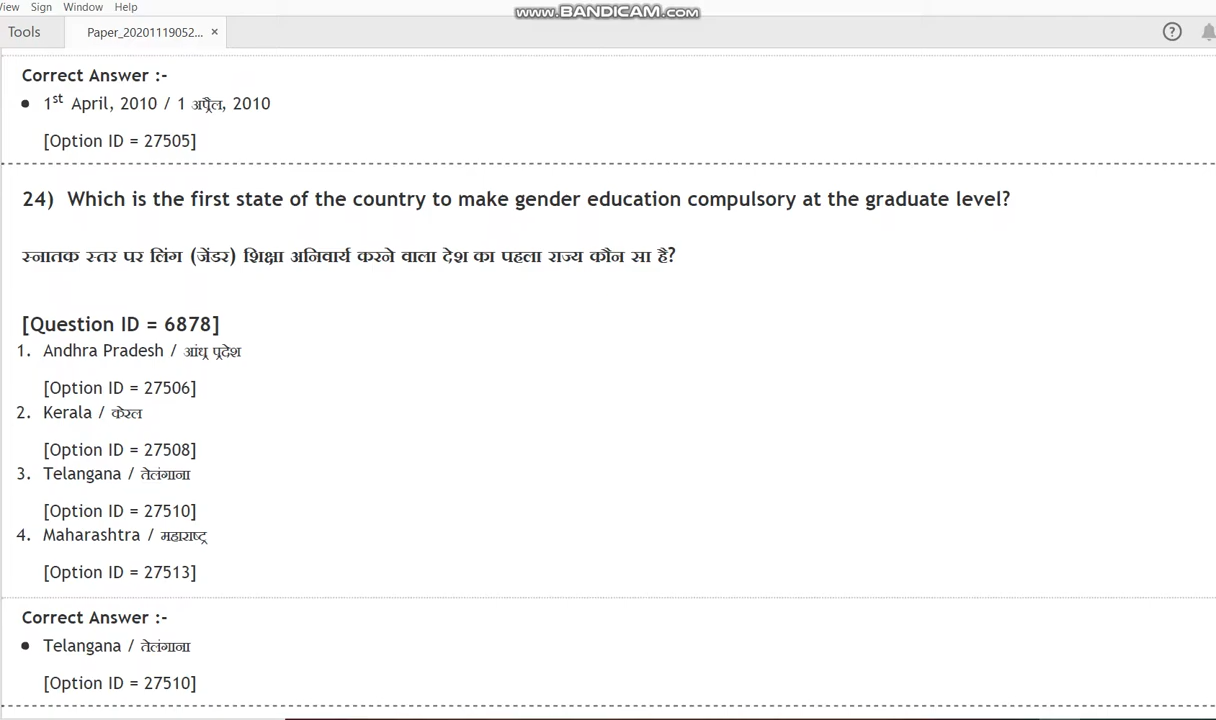 View Sign Window Help
www.BANDICAM.com
Tools Paper_20201119052... × ?
Correct Answer :-
• 1st April, 2010 / 1 अप्रैल, 2010
[Option ID = 27505]
24) Which is the first state of the country to make gender education compulsory at the graduate level?
स्नातक स्तर पर लिंग (जेंडर) शिक्षा अनिवार्य करने वाला देश का पहला राज्य कौन सा है?
[Question ID = 6878]
1. Andhra Pradesh / आंध्र प्रदेश
[Option ID = 27506]
2. Kerala / केरल
[Option ID = 27508]
3. Telangana / तेलंगाना
[Option ID = 27510]
4. Maharashtra / महाराष्ट्र
[Option ID = 27513]
Correct Answer :-
• Telangana / तेलंगाना
[Option ID = 27510]